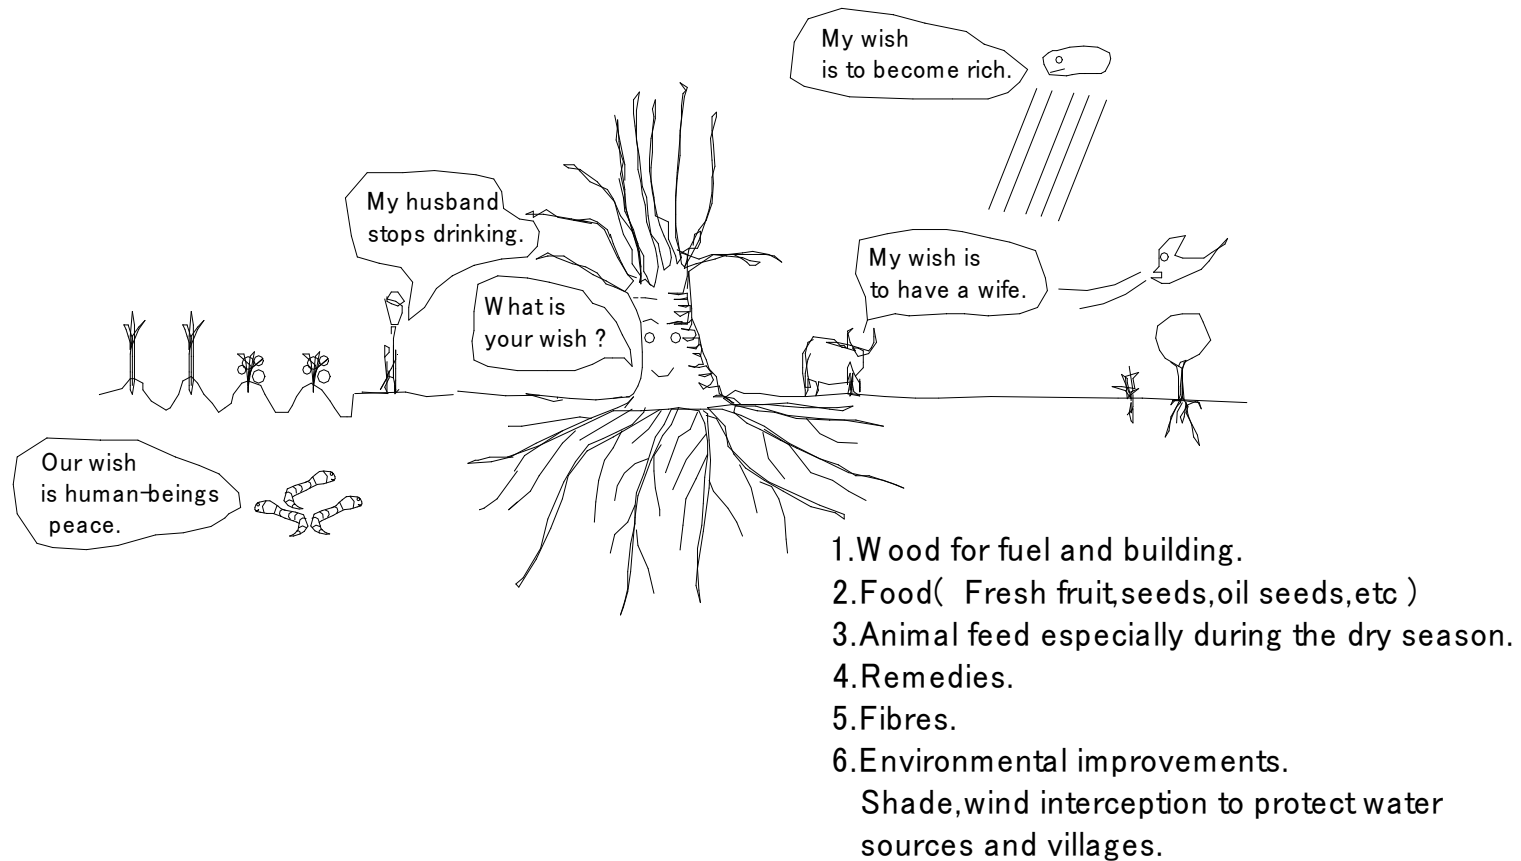 My wish
is to become rich.
My husband
stops drinking.
What is
your wish ?
My wish is
to have a wife.
Our wish
is human-beings
peace.
1.Wood for fuel and building.
2.Food( Fresh fruit,seeds,oil seeds,etc )
3.Animal feed especially during the dry season.
4.Remedies.
5.Fibres.
6.Environmental improvements.
Shade,wind interception to protect water
sources and villages.